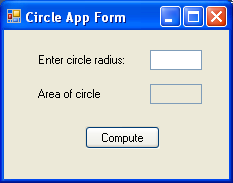 Circle App Form
Enter circle radius:
Area of circle
Compute